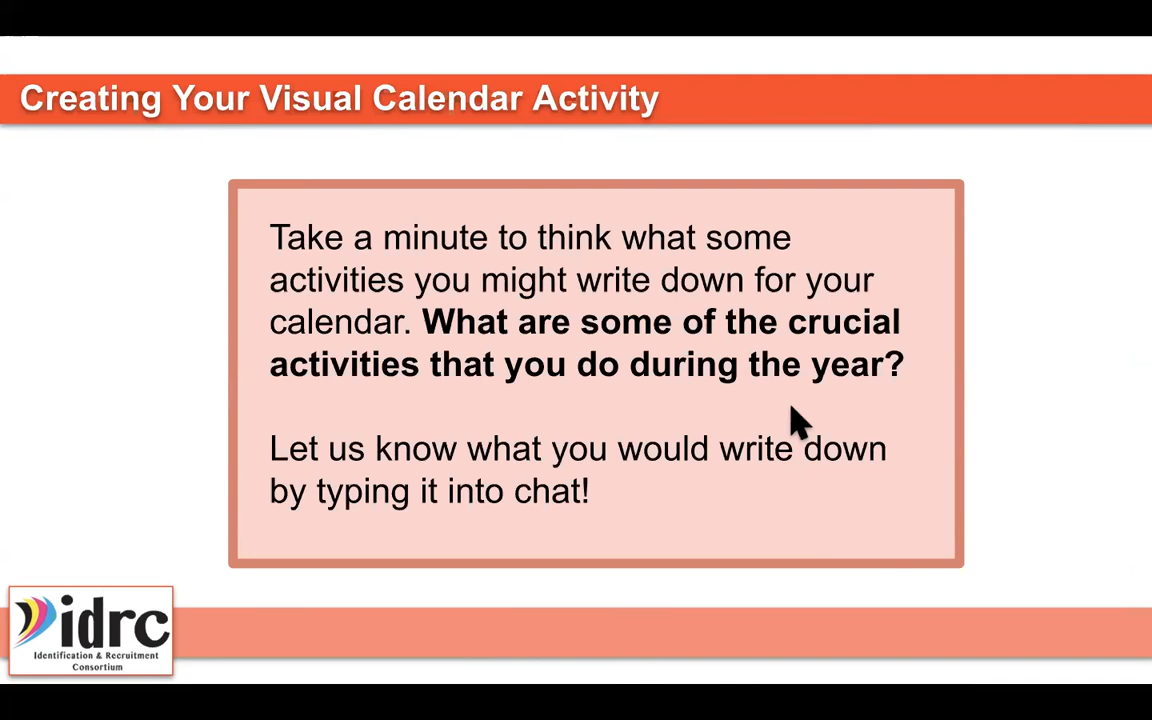 Creating Your Visual Calendar Activity
Take a minute to think what some
activities you might write down for your
calendar. What are some of the crucial
activities that you do during the year?
Let us know what you would write down
by typing it into chat!
idrc
Identification & Recruitment
Consortium